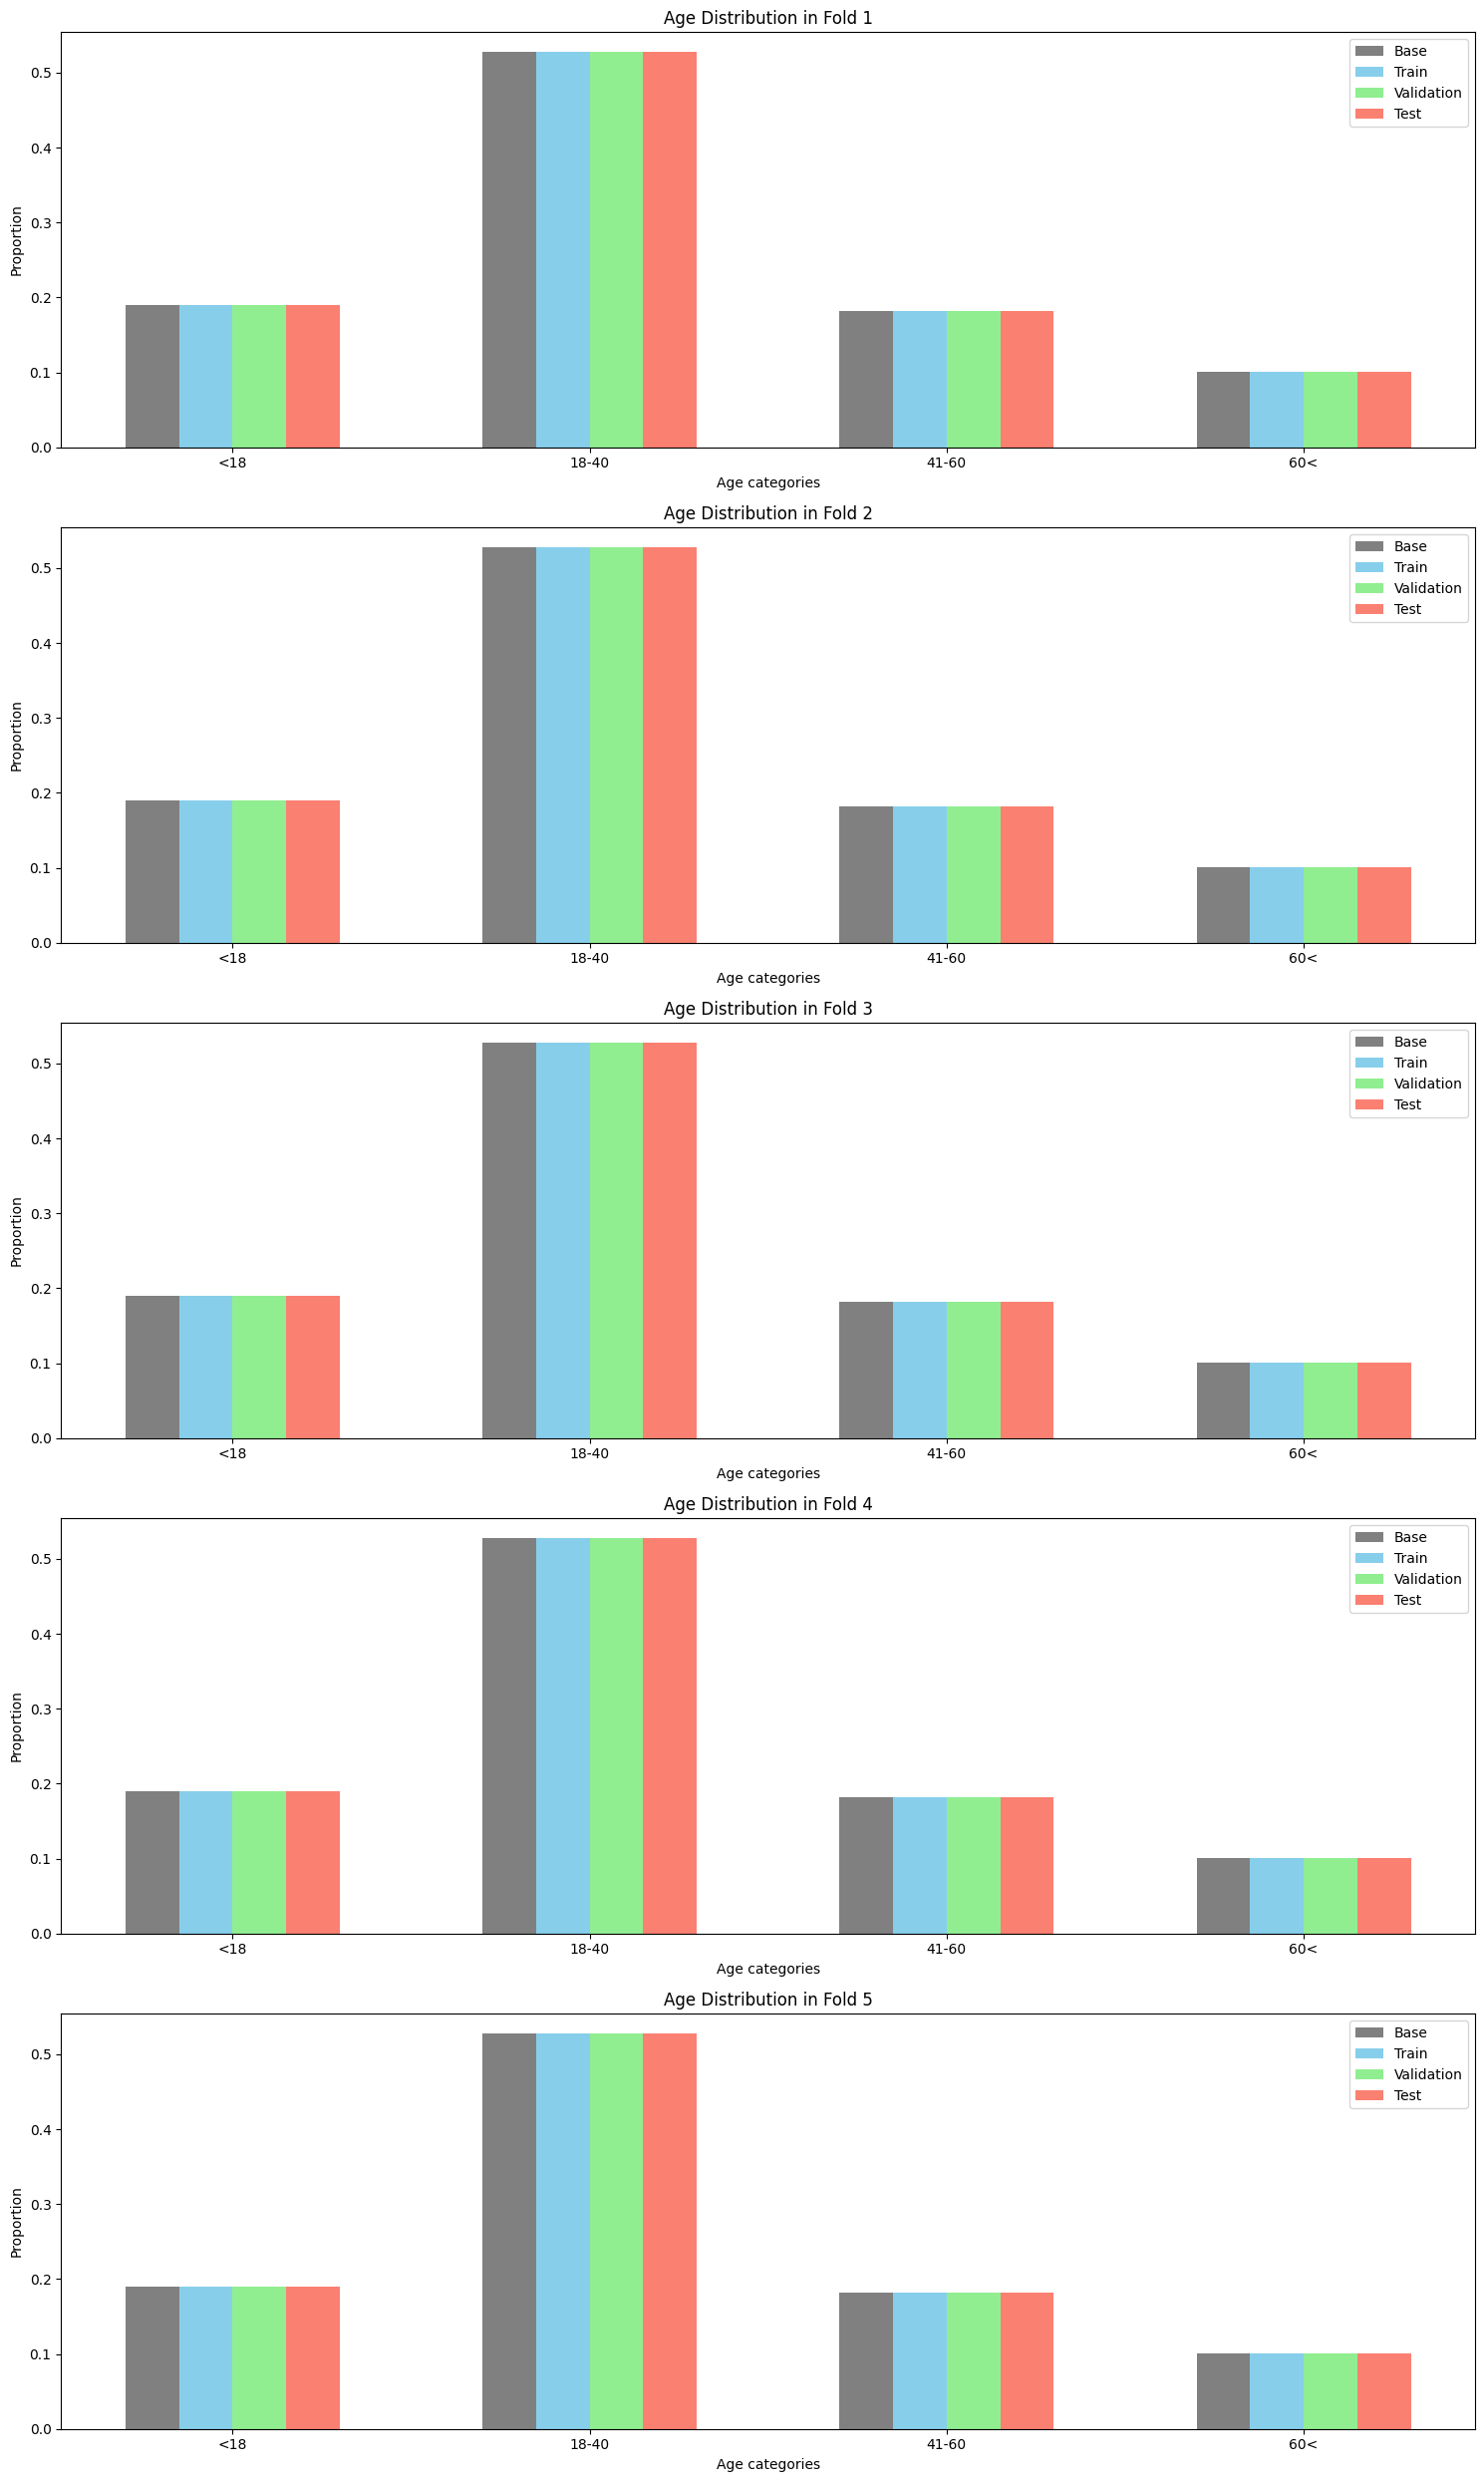 Age Distribution in Fold 1
Base
Train
Validation
Test
Proportion
0.5
0.4
0.3
0.2
0.1
0.0
<18 18-40 41-60 60<
Age categories
Age Distribution in Fold 2
Base
Train
Validation
Test
Proportion
0.5
0.4
0.3
0.2
0.1
0.0
<18 18-40 41-60 60<
Age categories
Age Distribution in Fold 3
Base
Train
Validation
Test
Proportion
0.5
0.4
0.3
0.2
0.1
0.0
<18 18-40 41-60 60<
Age categories
Age Distribution in Fold 4
Base
Train
Validation
Test
Proportion
0.5
0.4
0.3
0.2
0.1
0.0
<18 18-40 41-60 60<
Age categories
Age Distribution in Fold 5
Base
Train
Validation
Test
Proportion
0.5
0.4
0.3
0.2
0.1
0.0
<18 18-40 41-60 60<
Age categories